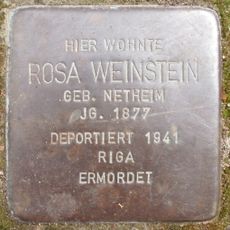 HIER WOHNTE
ROSA WEINSTEIN
GEB. NETHEIM
JG. 1877
DEPORTIERT 1941
RIGA
ERMORDET